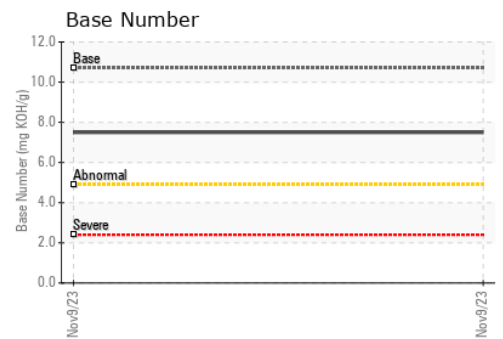 Base Number
Base Number (mg KOH/g)
12.0
10.0
8.0
6.0
4.0
2.0
0.0
Base
Abnormal
Severe
Nov9/23
Nov9/23